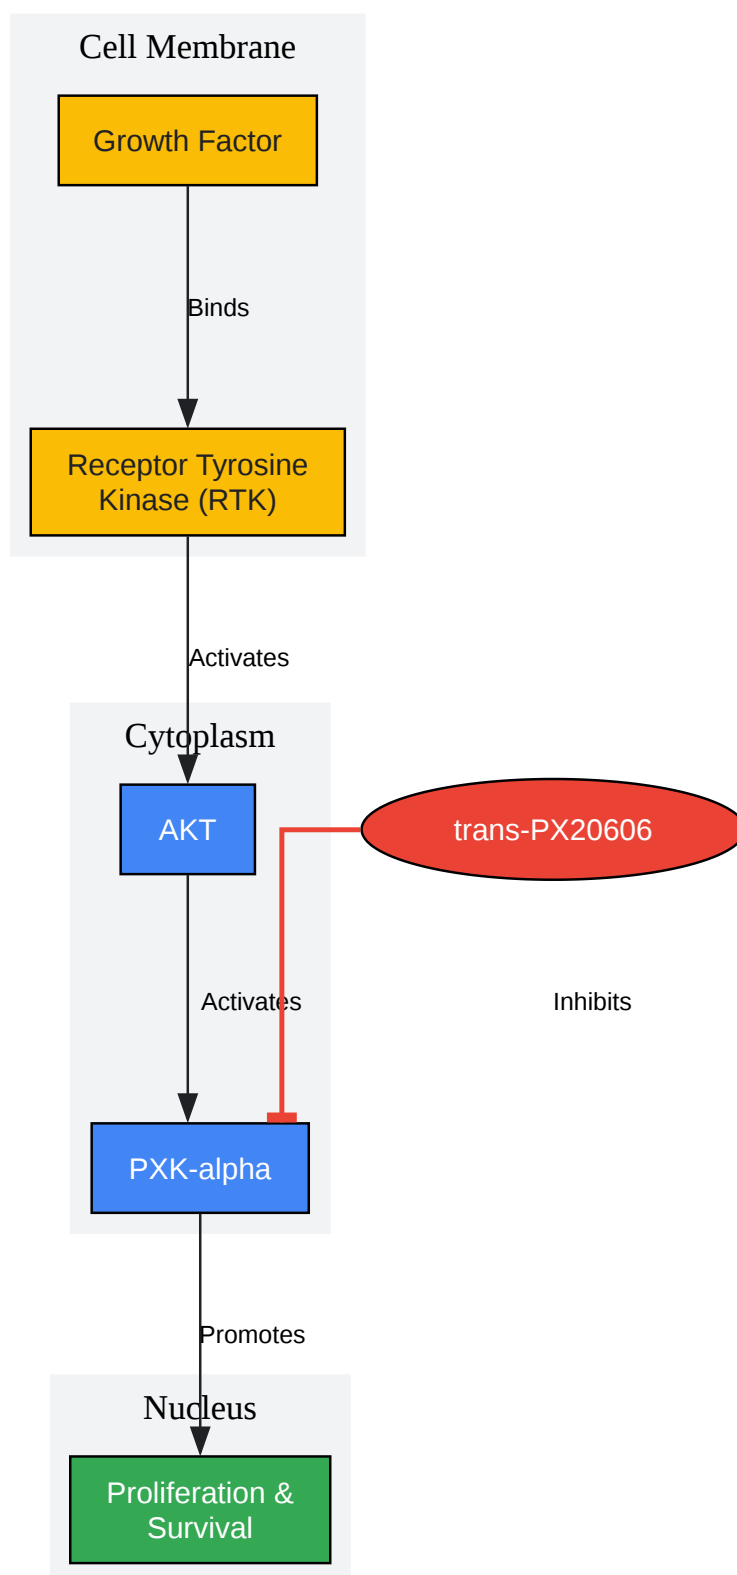 Cell Membrane
Growth Factor
Binds
Receptor Tyrosine
Kinase (RTK)
Activates
Cytoplasm
AKT
trans-PX20606
Activates
Inhibits
PXK-alpha
Promotes
Nucleus
Proliferation &
Survival